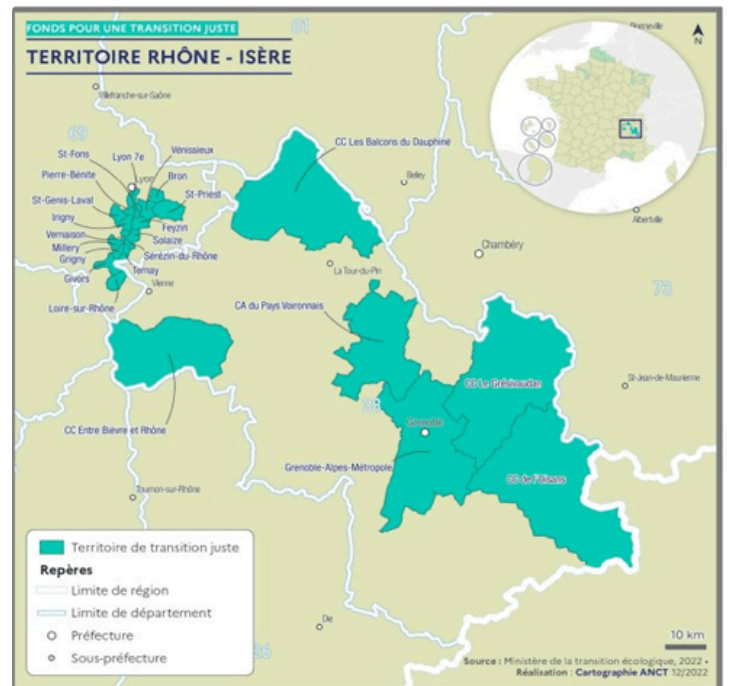 FONDS POUR UNE TRANSITION JUSTE
TERRITOIRE RHÔNE - ISÈRE
01
Bonneville
N
Villefranche-sur-Saône
69
St-Fons
Lyon 7e
Vénissieux
CC Les Balcons du Dauphiné
Pierre-Bénite
Lyon
Bron
Belley
St-Genis-Laval
St-Priest
Albertville
Irigny
Feyzin
Vernaison
Solaize
Chambéry
Millery
Sérézin-du-Rhône
Grigny
Ternay
La Tour-du-Pin
Givors
Vienne
73
Loire-sur-Rhône
CA du Pays Voironnais
CC Le Grésivaudan
St-Jean-de-Maurienne
38
Grenoble
CC Entre Bièvre et Rhône
Grenoble-Alpes-Métropole
CC de l'Oisans
Tournon-sur-Rhône
Territoire de transition juste
Repères
Limite de région
Limite de département
Préfecture
Sous-préfecture
De
26
10 km
Source : Ministère de la transition écologique, 2022 •
Réalisation : Cartographie ANCT 12/2022